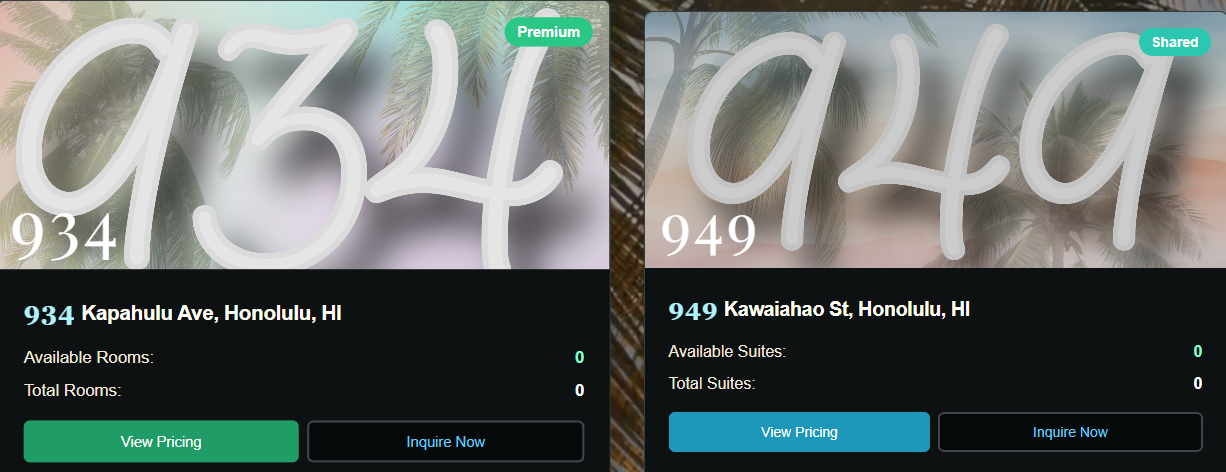 934
Premium
934
934 Kapahulu Ave, Honolulu, HI
Available Rooms: 0
Total Rooms: 0
View Pricing
Inquire Now
949
Shared
949
949 Kawaiahao St, Honolulu, HI
Available Suites: 0
Total Suites: 0
View Pricing
Inquire Now